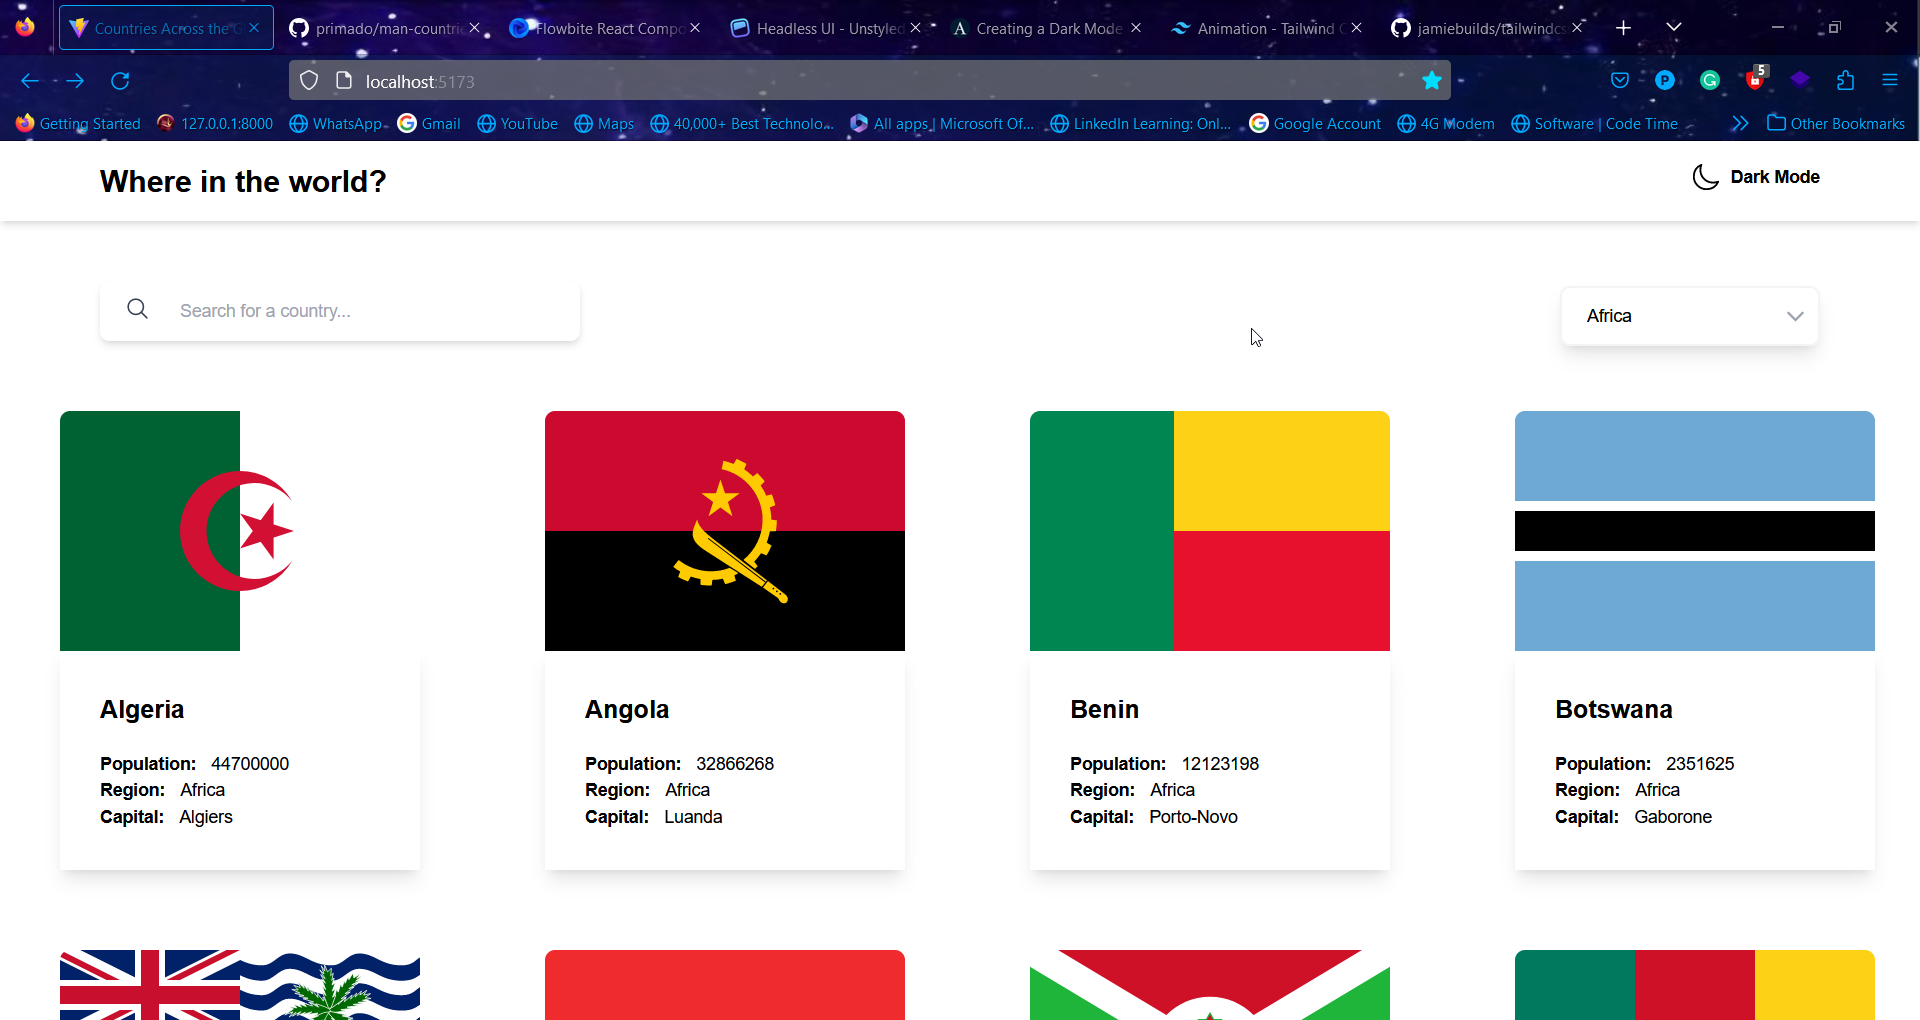 Countries Across the G
primado/man-countrie
Flowbite React Compo
Headless UI - Unstyled
Creating a Dark Mode
Animation - Tailwind C
jamiebuilds/tailwindcs
localhost:5173
5
Getting Started
127.0.0.1:8000
WhatsApp
Gmail
YouTube
Maps
40,000+ Best Technolo...
All apps | Microsoft Of...
LinkedIn Learning: Onl...
Google Account
4G Modem
Software | Code Time
Other Bookmarks
Where in the world?
Dark Mode
Search for a country...
Africa
Algeria
Population: 44700000
Region: Africa
Capital: Algiers
Angola
Population: 32866268
Region: Africa
Capital: Luanda
Benin
Population: 12123198
Region: Africa
Capital: Porto-Novo
Botswana
Population: 2351625
Region: Africa
Capital: Gaborone